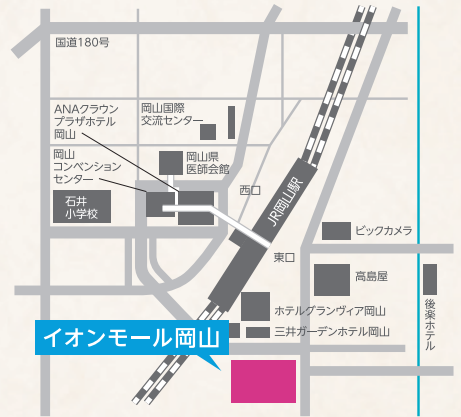 国道180号
ANAクラウン
プラザホテル
岡山
岡山国際
交流センター
岡山
コンベンション
センター
岡山県
医師会館
石井
小学校
西口
JR岡山駅
東口
ビックカメラ
高島屋
後楽ホテル
ホテルグランヴィア岡山
三井ガーデンホテル岡山
イオンモール岡山